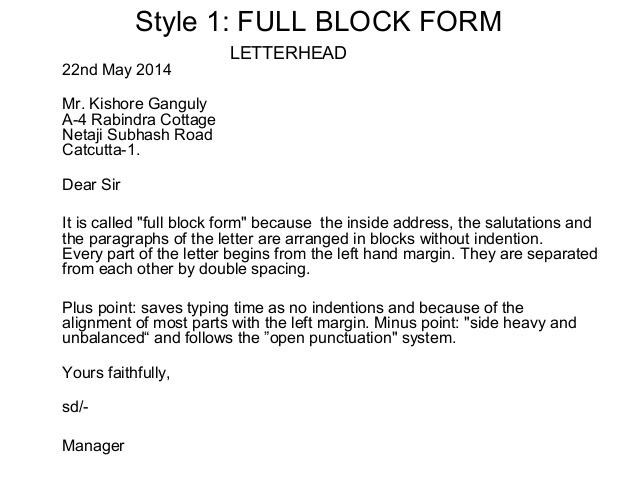 Style 1: FULL BLOCK FORM
LETTERHEAD
22nd May 2014
Mr. Kishore Ganguly
A-4 Rabindra Cottage
Netaji Subhash Road
Catcutta-1.
Dear Sir
It is called "full block form" because  the inside address, the salutations and
the paragraphs of the letter are arranged in blocks without indention.
Every part of the letter begins from the left hand margin. They are separated
from each other by double spacing.
Plus point: saves typing time as no indentions and because of the
alignment of most parts with the left margin. Minus point: "side heavy and
unbalanced“ and follows the ”open punctuation" system.
Yours faithfully,
sd/-
Manager